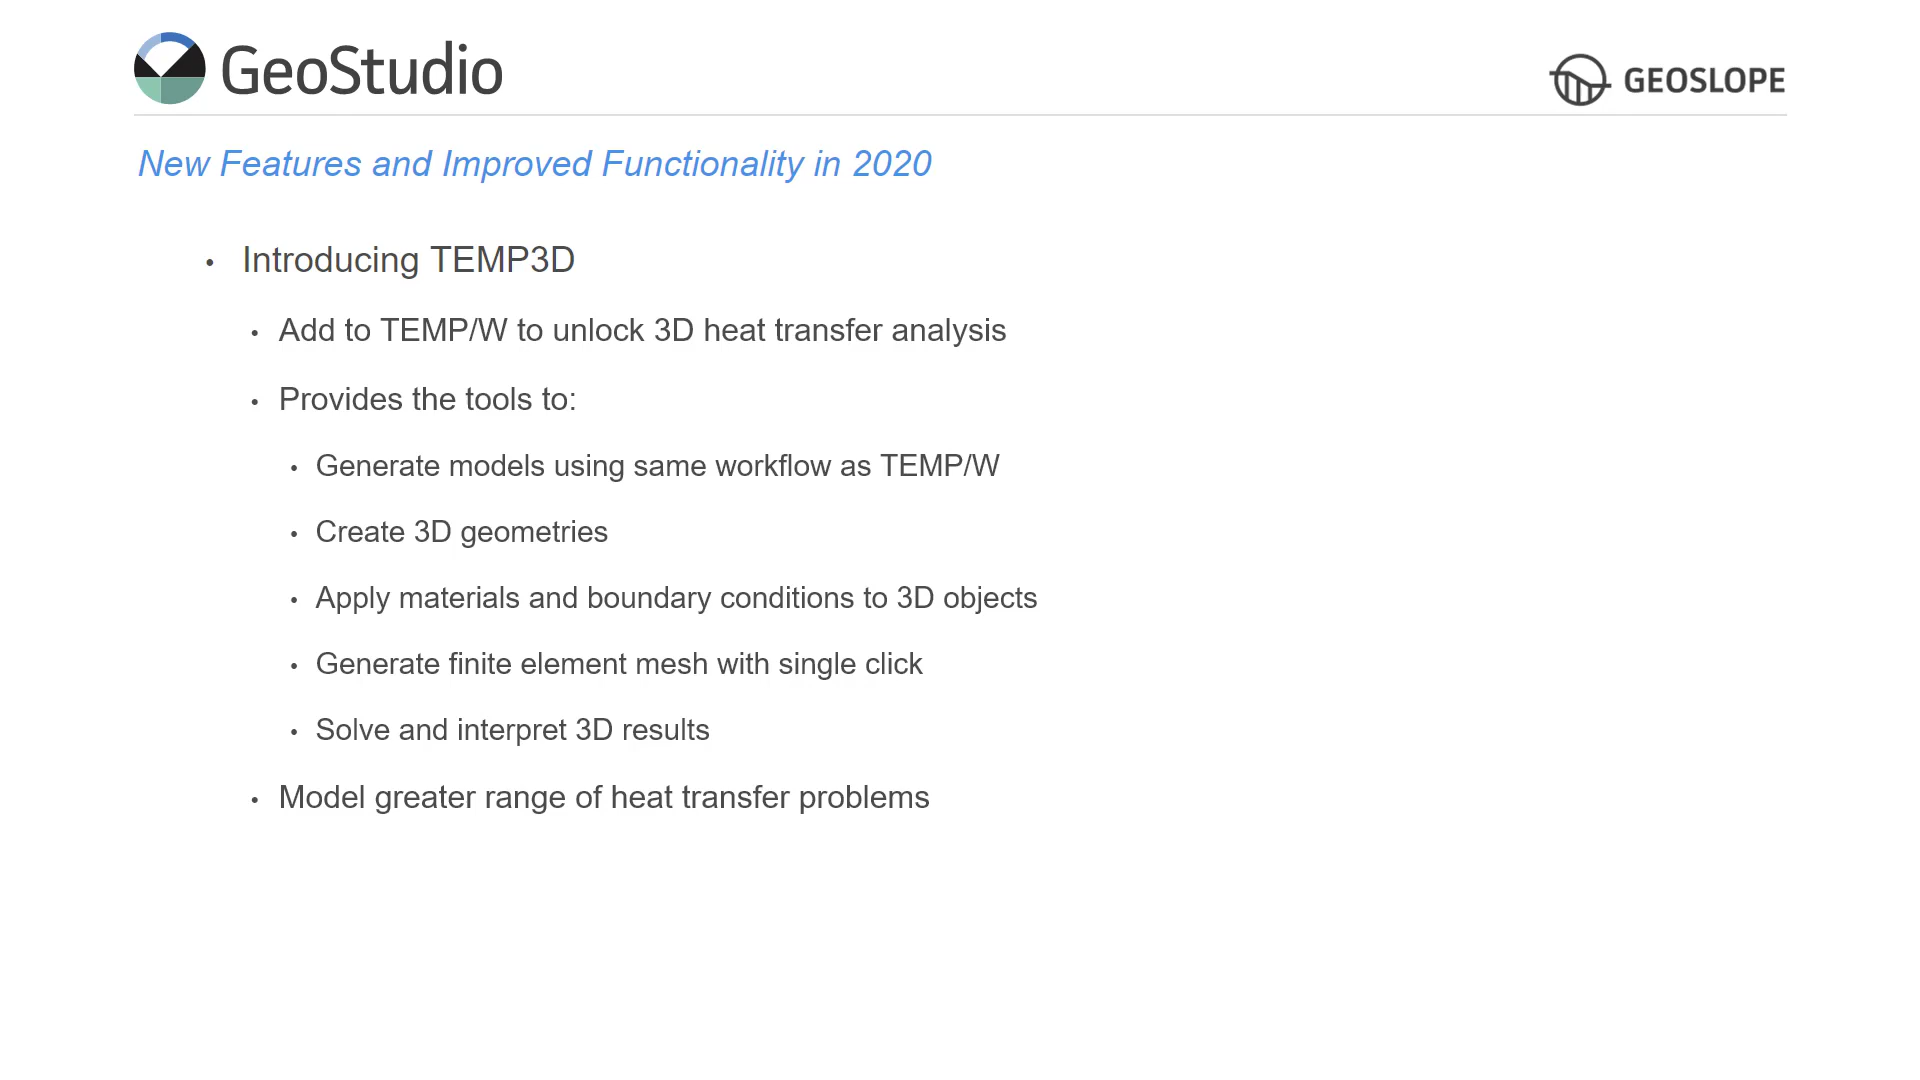 GeoStudio
GEOSLOPE
New Features and Improved Functionality in 2020
• Introducing TEMP3D
• Add to TEMP/W to unlock 3D heat transfer analysis
• Provides the tools to:
• Generate models using same workflow as TEMP/W
• Create 3D geometries
• Apply materials and boundary conditions to 3D objects
• Generate finite element mesh with single click
• Solve and interpret 3D results
• Model greater range of heat transfer problems